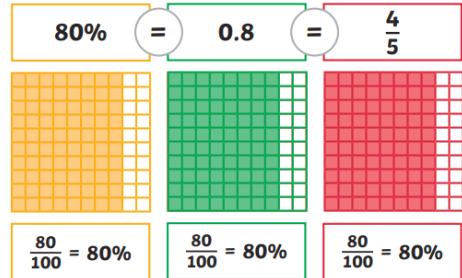 80% = 0.8 = 4/5
80/100 = 80% 80/100 = 80% 80/100 = 80%